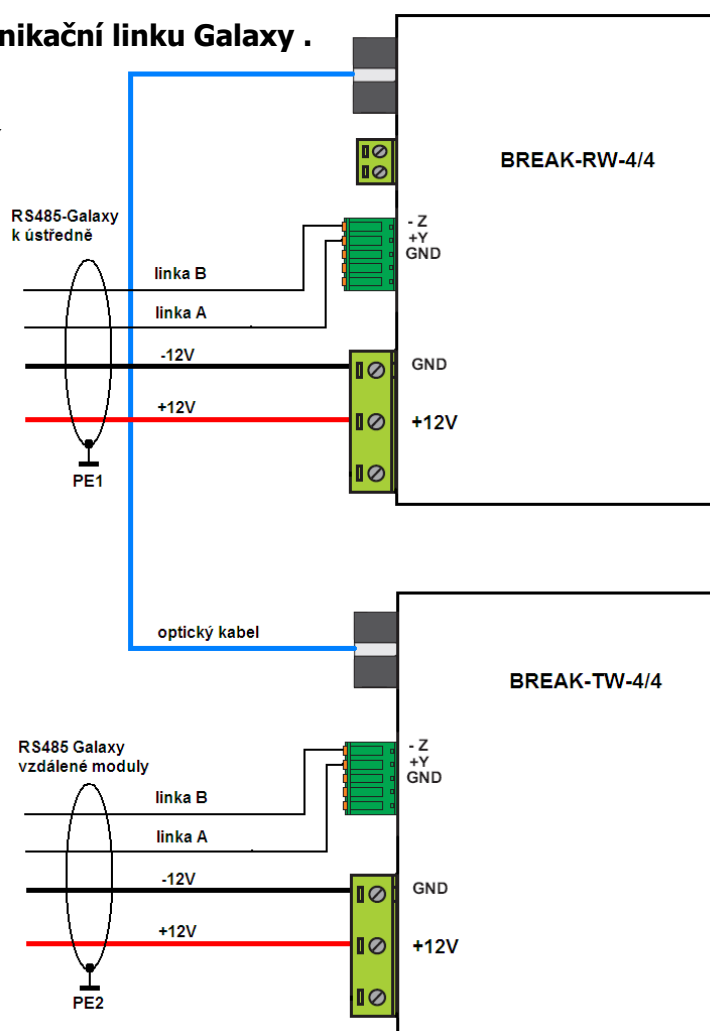 nikační linku Galaxy .
BREAK-RW-4/4
RS485-Galaxy
k ústředně
- Z
+Y
GND
linka B
linka A
-12V
GND
+12V
+12V
PE1
optický kabel
BREAK-TW-4/4
RS485 Galaxy
vzdálené moduly
- Z
+Y
GND
linka B
linka A
-12V
GND
+12V
+12V
PE2